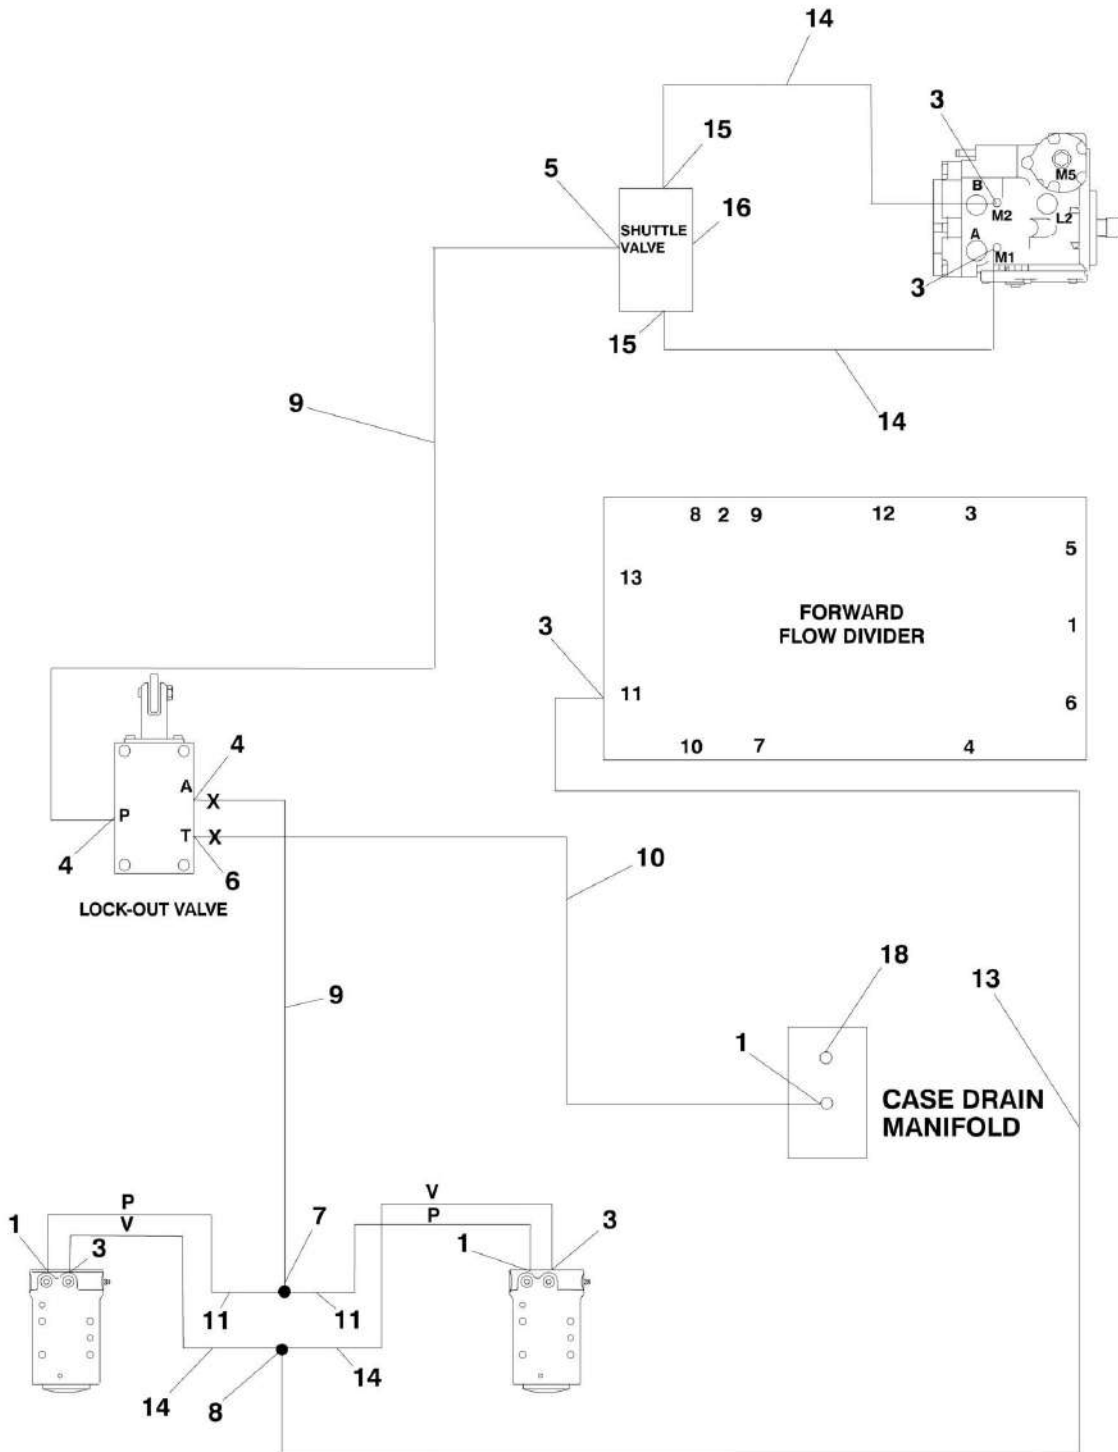 14
3
15
5
M5
B
16
M2
L2
SHUTTLE
VALVE
A
M1
3
15
9
14
8 2 9 12 3
5
13
FORWARD
FLOW DIVIDER
1
3
11
6
10 7 4
4
A
X
P
T X
4
6
10
LOCK-OUT VALVE
18
13
9
1
CASE DRAIN
MANIFOLD
P
V
V
P
1
3
7
1
3
11
11
14
8
14